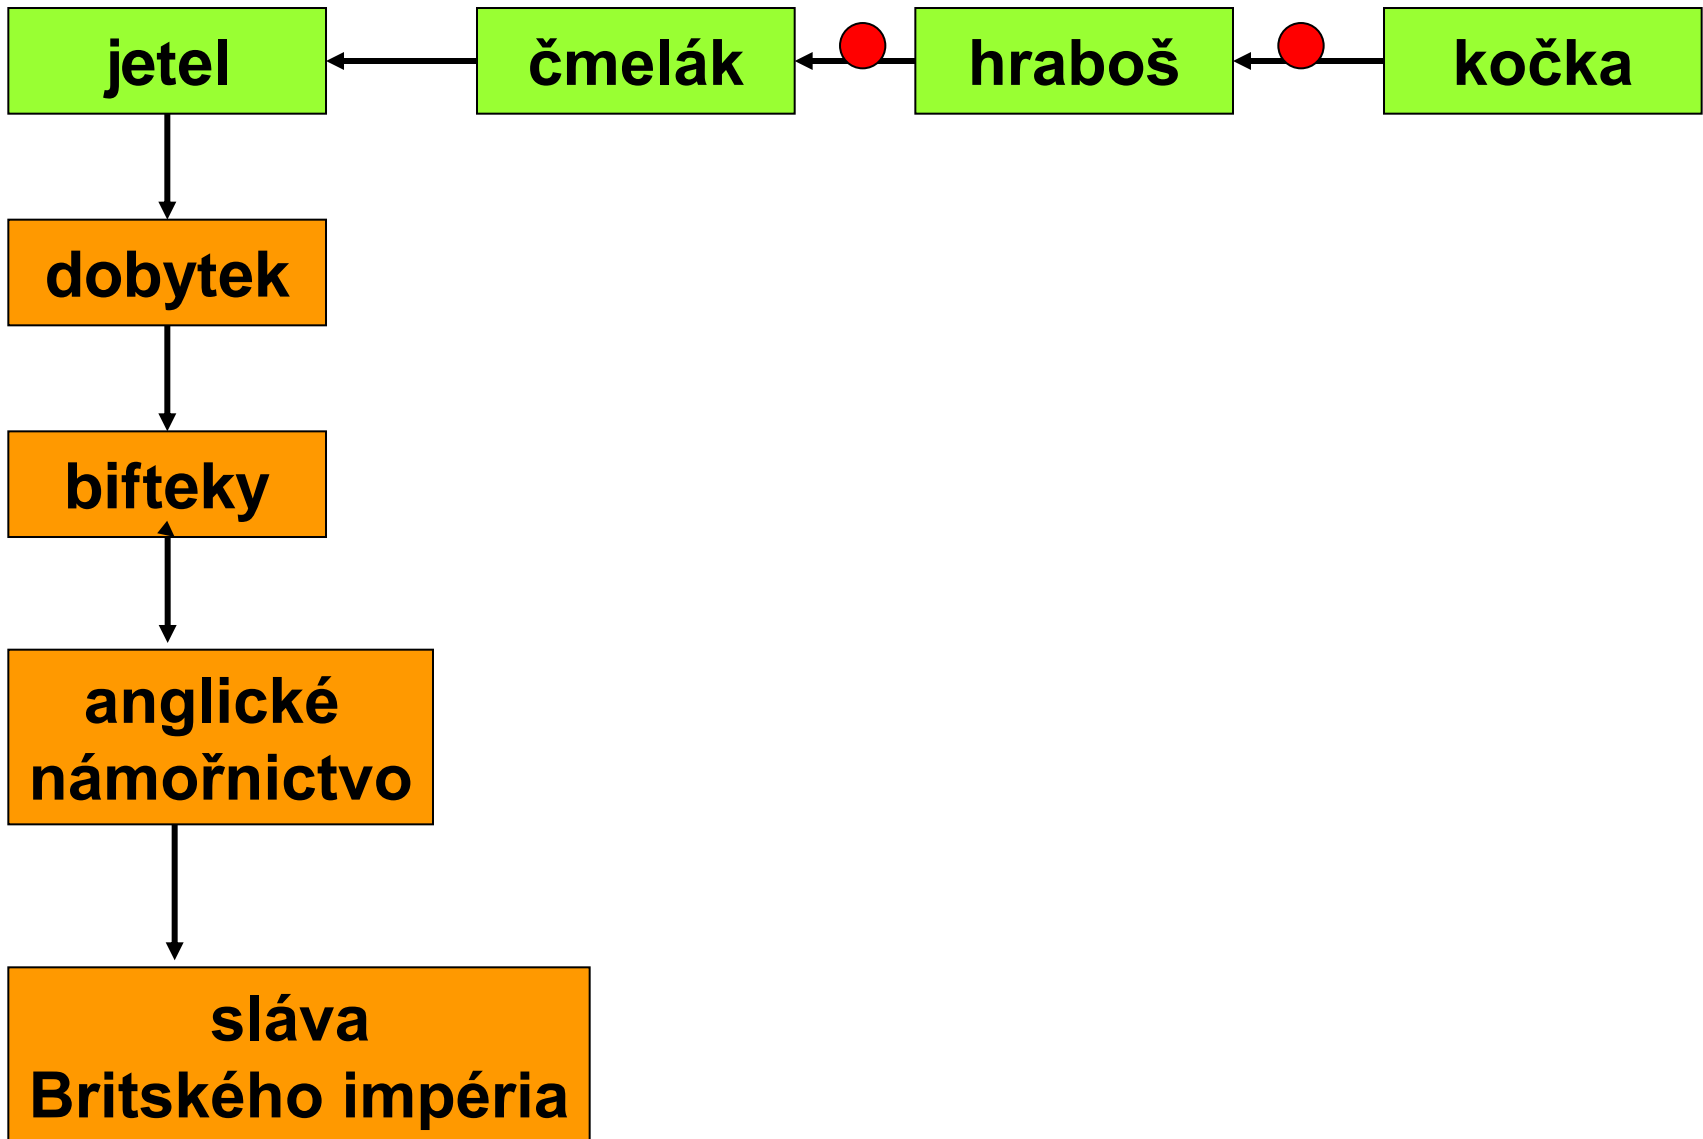 jetel
čmelák
hraboš
kočka
dobytek
bifteky
anglické
námořnictvo
sláva
Britského impéria